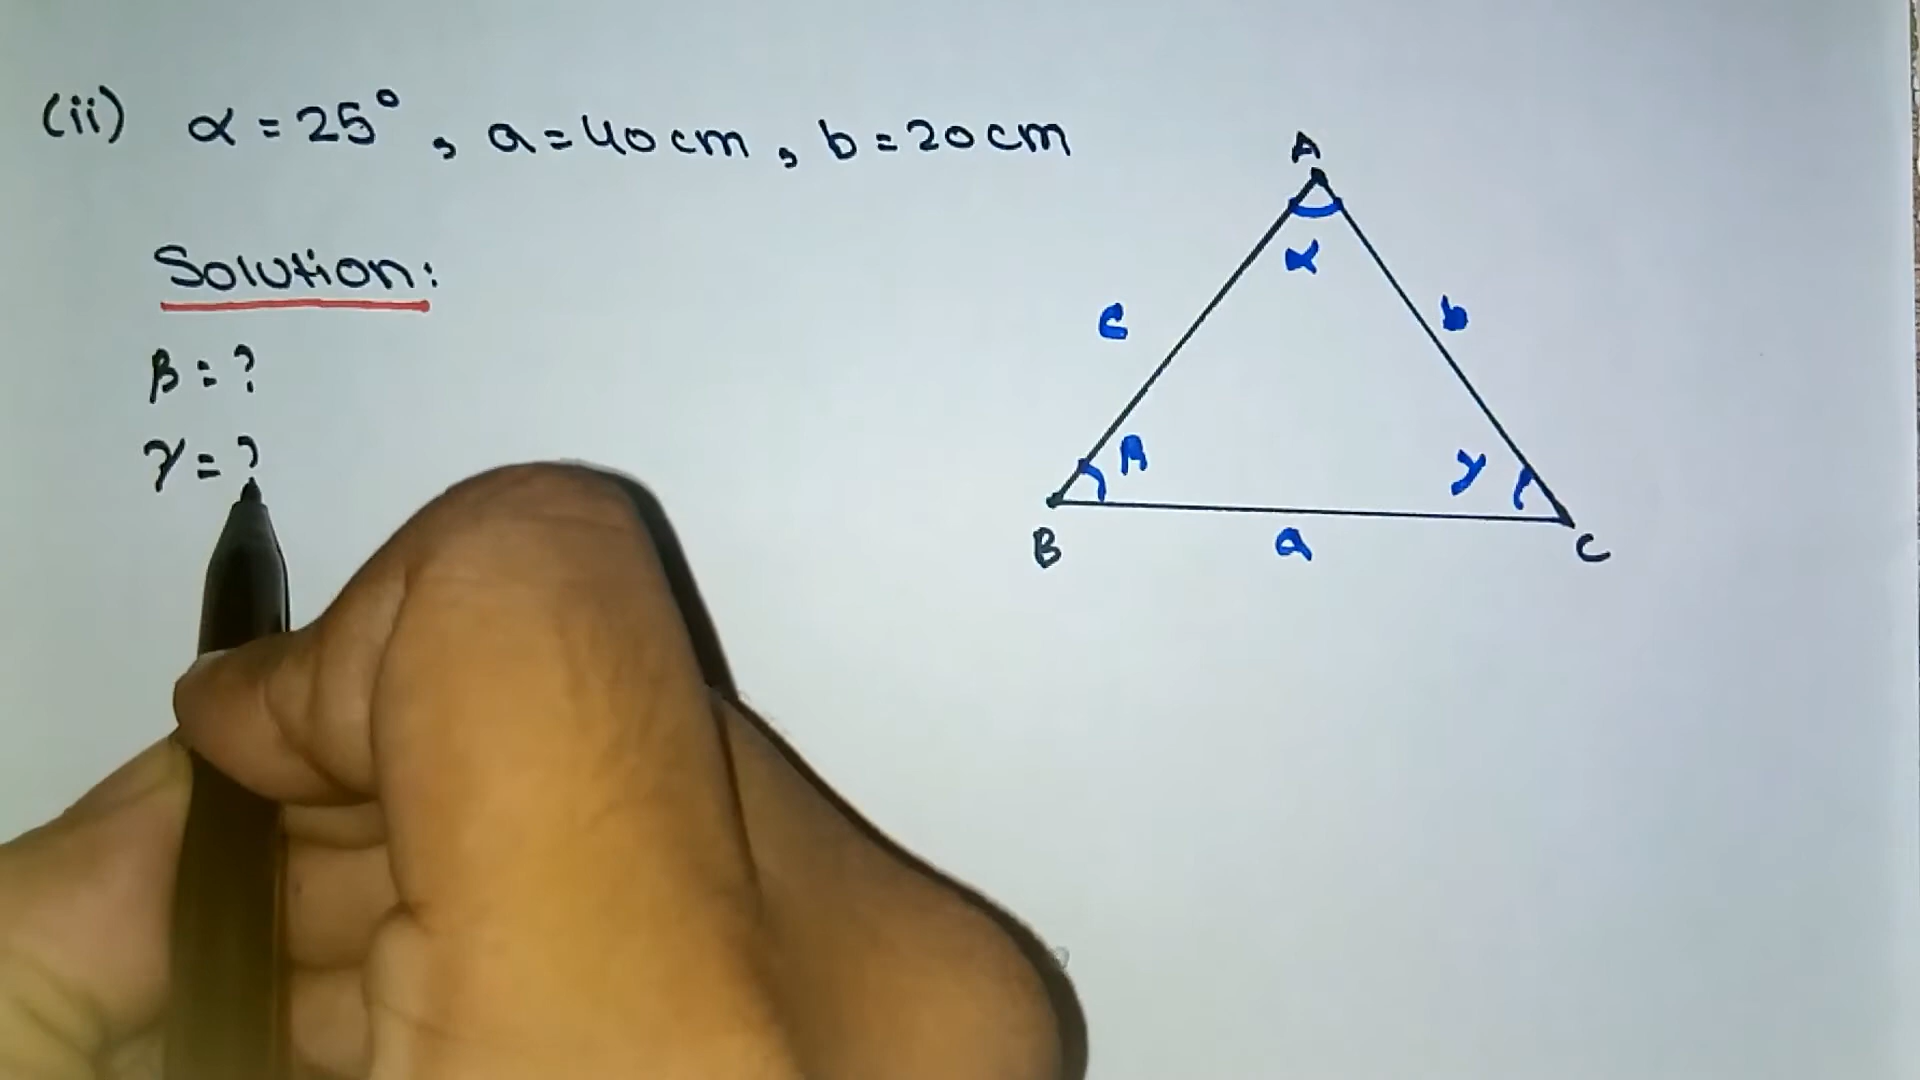 (ii) α = 25° , a = 40 cm , b = 20 cm
Solution:
β = ?
γ = ?
A
α
c
b
β
γ
B
a
C